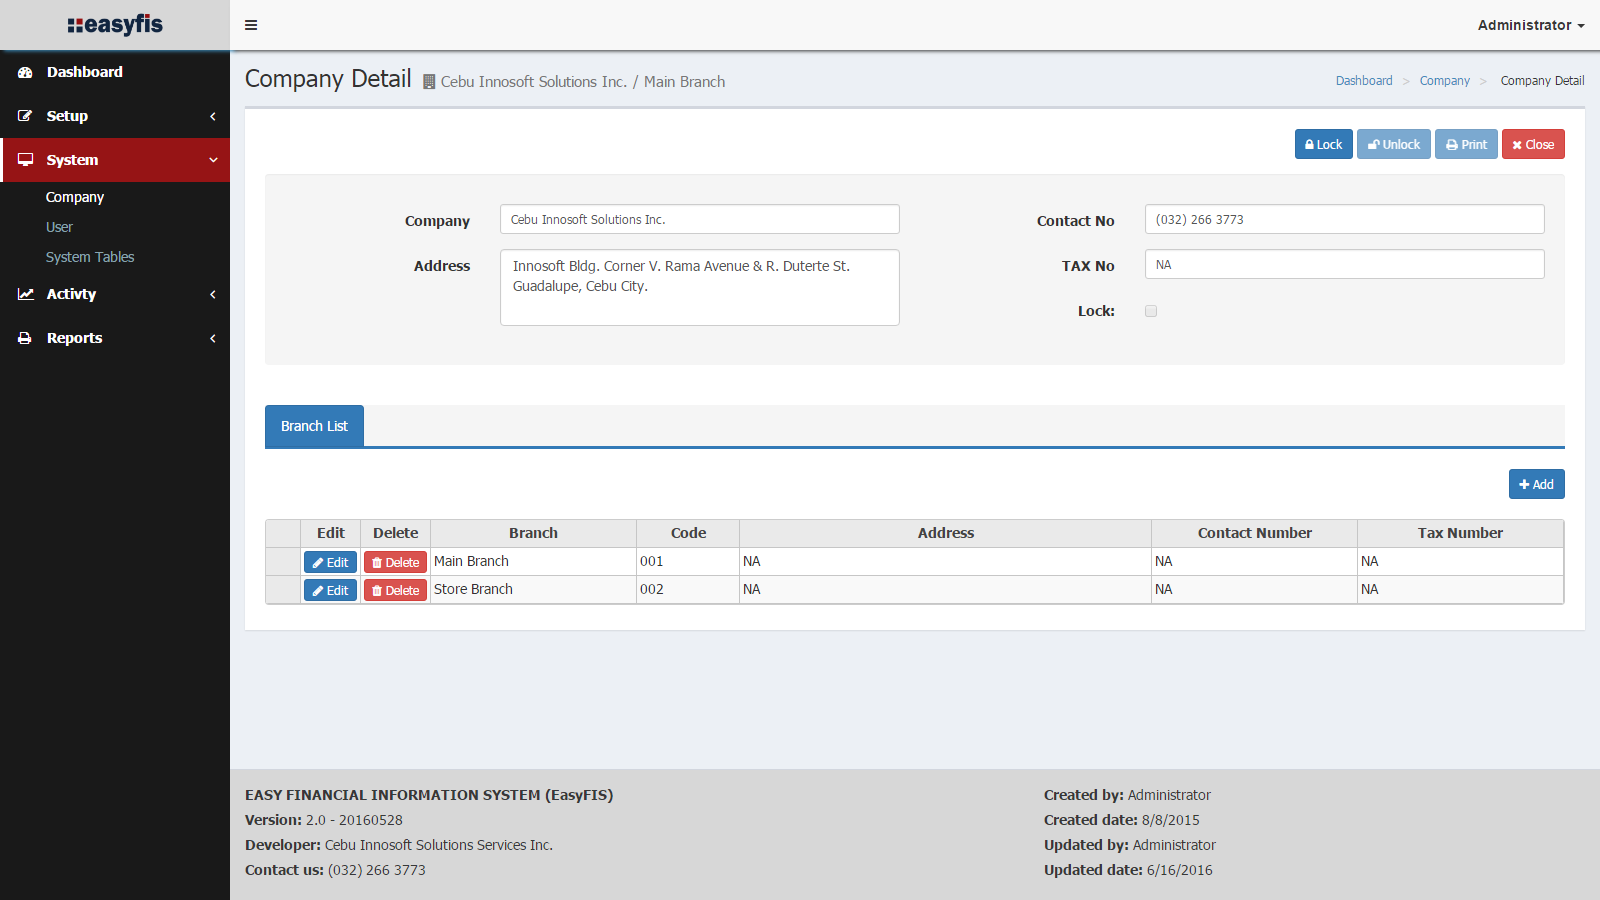 easyfis
Administrator
Dashboard
Setup
System
Company
User
System Tables
Activty
Reports
Company Detail Cebu Innosoft Solutions Inc. / Main Branch
Dashboard > Company > Company Detail
Lock Unlock Print Close
Company Cebu Innosoft Solutions Inc.
Contact No (032) 266 3773
Address Innosoft Bldg. Corner V. Rama Avenue & R. Duterte St.
Guadalupe, Cebu City.
TAX No NA
Lock:
Branch List
Add
Edit Delete Branch Code Address Contact Number Tax Number
Edit Delete Main Branch 001 NA NA NA
Edit Delete Store Branch 002 NA NA NA
EASY FINANCIAL INFORMATION SYSTEM (EasyFIS)
Version: 2.0 - 20160528
Developer: Cebu Innosoft Solutions Services Inc.
Contact us: (032) 266 3773
Created by: Administrator
Created date: 8/8/2015
Updated by: Administrator
Updated date: 6/16/2016